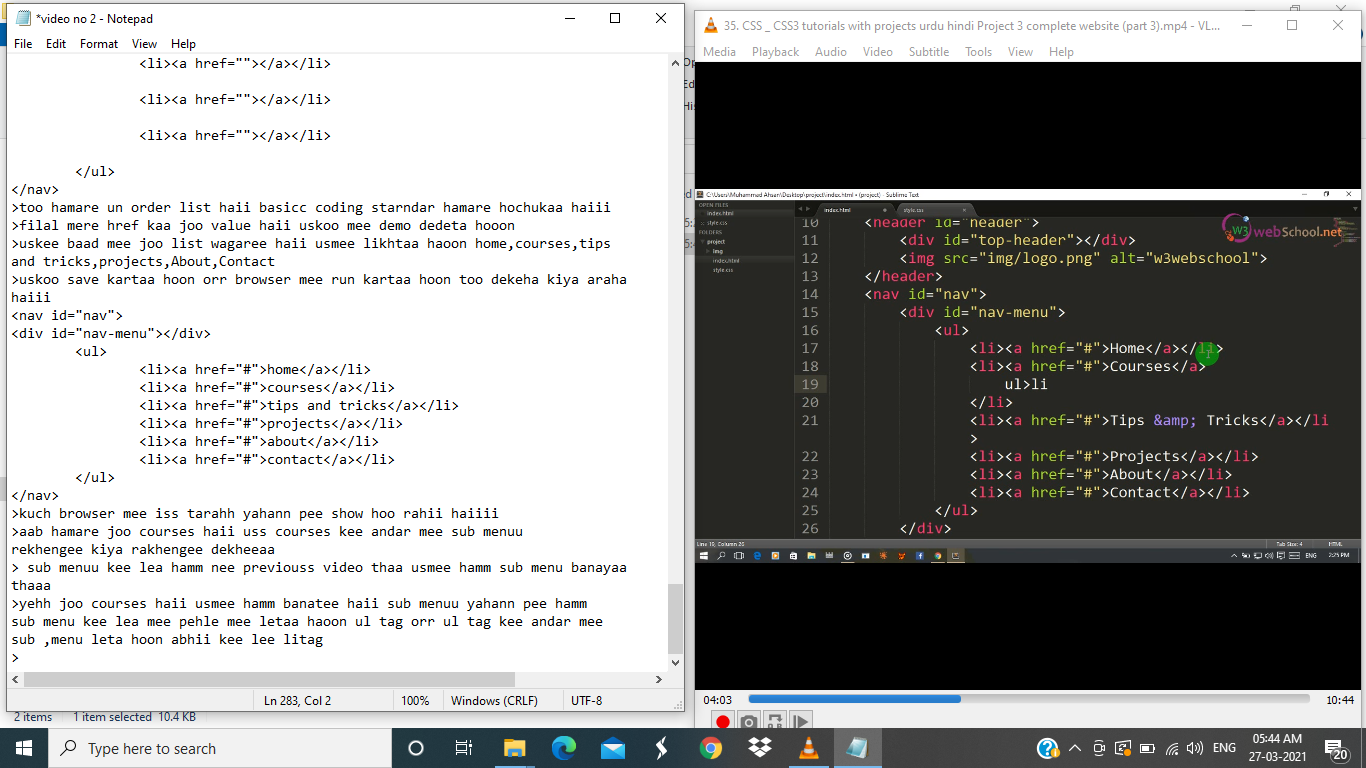 *video no 2 - Notepad
File Edit Format View Help
<li><a href=""></a></li>
<li><a href=""></a></li>
<li><a href=""></a></li>
</ul>
</nav>
>too hamare un order list haii basicc coding starndar hamare hochukaa haiii
>filal mere href kaa joo value haii uskoo mee demo dedeta hooon
>uskee baad mee joo list wagaree haii usmee likhtaa haoon home,courses,tips
and tricks,projects,About,Contact
>uskoo save kartaa hoon orr browser mee run kartaa hoon too dekeha kiya araha
haiii
<nav id="nav">
<div id="nav-menu"></div>
<ul>
<li><a href="#">home</a></li>
<li><a href="#">courses</a></li>
<li><a href="#">tips and tricks</a></li>
<li><a href="#">projects</a></li>
<li><a href="#">about</a></li>
<li><a href="#">contact</a></li>
</ul>
</nav>
>kuch browser mee iss tarahh yahann pee show hoo rahii haiiii
>aab hamare joo courses haii uss courses kee andar mee sub menuu
rekhengee kiya rakhengee dekheeaa
> sub menuu kee lea hamm nee previouss video thaa usmee hamm sub menu banayaa
thaaa
>yehh joo courses haii usmee hamm banatee haii sub menuu yahann pee hamm
sub menu kee lea mee pehle mee letaa haoon ul tag orr ul tag kee andar mee
sub ,menu leta hoon abhii kee lee litag
>
Ln 283, Col 2 100% Windows (CRLF) UTF-8
2 items 1 item selected 10.4 KB
35. CSS _ CSS3 tutorials with projects urdu hindi Project 3 complete website (part 3).mp4 - VL...
Media Playback Audio Video Subtitle Tools View Help
C:\Users\Muhammad Ahsan\Desktop\project\index.html • (project) - Sublime Text
OPEN FILES
index.html
style.css
FOLDERS
project
img
index.html
style.css
index.html style.css
W3 webSchool.net
10 <header id="header">
11 <div id="top-header"></div>
12 <img src="img/logo.png" alt="w3webschool">
13 </header>
14 <nav id="nav">
15 <div id="nav-menu">
16 <ul>
17 <li><a href="#">Home</a></li>
18 <li><a href="#">Courses</a>
19 ul>li
20 </li>
21 <li><a href="#">Tips &amp; Tricks</a></li
>
22 <li><a href="#">Projects</a></li>
23 <li><a href="#">About</a></li>
24 <li><a href="#">Contact</a></li>
25 </ul>
26 </div>
Line 19, Column 26 Tab Size: 4 HTML
ENG 2:25 PM
04:03 10:44
Type here to search
ENG 05:44 AM
27-03-2021
20